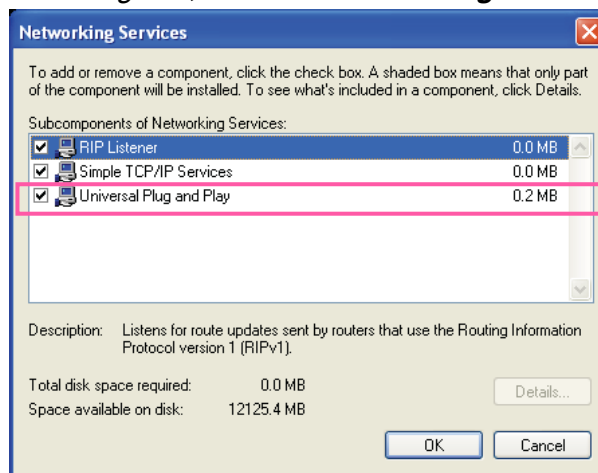 Networking Services
To add or remove a component, click the check box. A shaded box means that only part
of the component will be installed. To see what's included in a component, click Details.
Subcomponents of Networking Services:
RIP Listener 0.0 MB
Simple TCP/IP Services 0.0 MB
Universal Plug and Play 0.2 MB
Description: Listens for route updates sent by routers that use the Routing Information
Protocol version 1 (RIPv1).
Total disk space required: 0.0 MB
Details...
Space available on disk: 12125.4 MB
OK Cancel